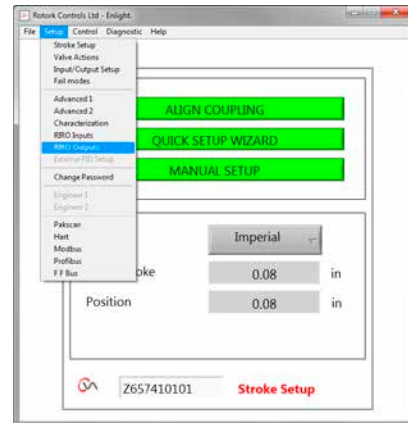 Rotork Controls Ltd - Enlight.
File Setup Control Diagnostic Help
Stroke Setup
Valve Actions
Input/Output Setup
Fail modes
Advanced 1
Advanced 2
Characterization
RIRO Inputs
RIRO Outputs
External PID Setup
Change Password
Engineer 1
Engineer 2
Pakscan
Hart
Modbus
Profibus
F F Bus
ALIGN COUPLING
QUICK SETUP WIZARD
MANUAL SETUP
Imperial
oke 0.08 in
Position 0.08 in
Z657410101 Stroke Setup